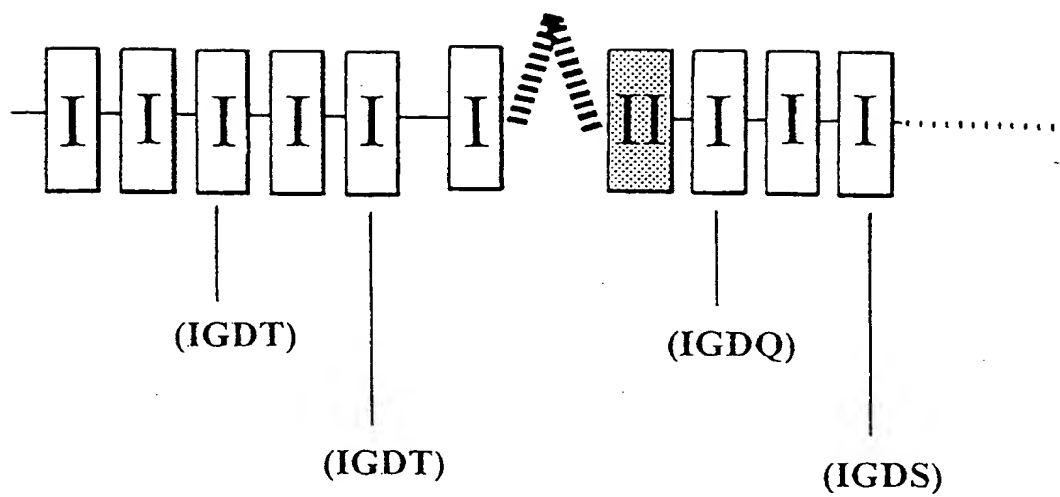 I I I I I I II I I I
(IGDT)
(IGDQ)
(IGDT)
(IGDS)